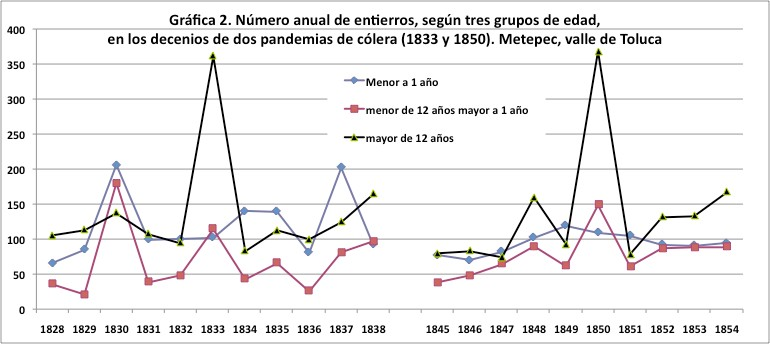 Gráfica 2. Número anual de entierros, según tres grupos de edad,
en los decenios de dos pandemias de cólera (1833 y 1850). Metepec, valle de Toluca
400
350
300
250
200
150
100
50
0
Menor a 1 año
menor de 12 años mayor a 1 año
mayor de 12 años
1828 1829 1830 1831 1832 1833 1834 1835 1836 1837 1838 1845 1846 1847 1848 1849 1850 1851 1852 1853 1854